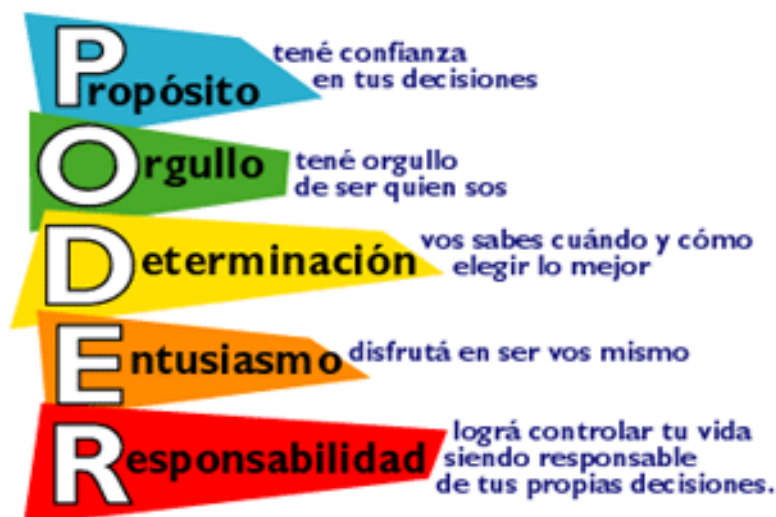 Propósito
tené confianza
en tus decisiones
Orgullo
tené orgullo
de ser quien sos
Determinación
vos sabes cuándo y cómo
elegir lo mejor
Entusiasmo
disfrutá en ser vos mismo
Responsabilidad
lográ controlar tu vida
siendo responsable
de tus propias decisiones.